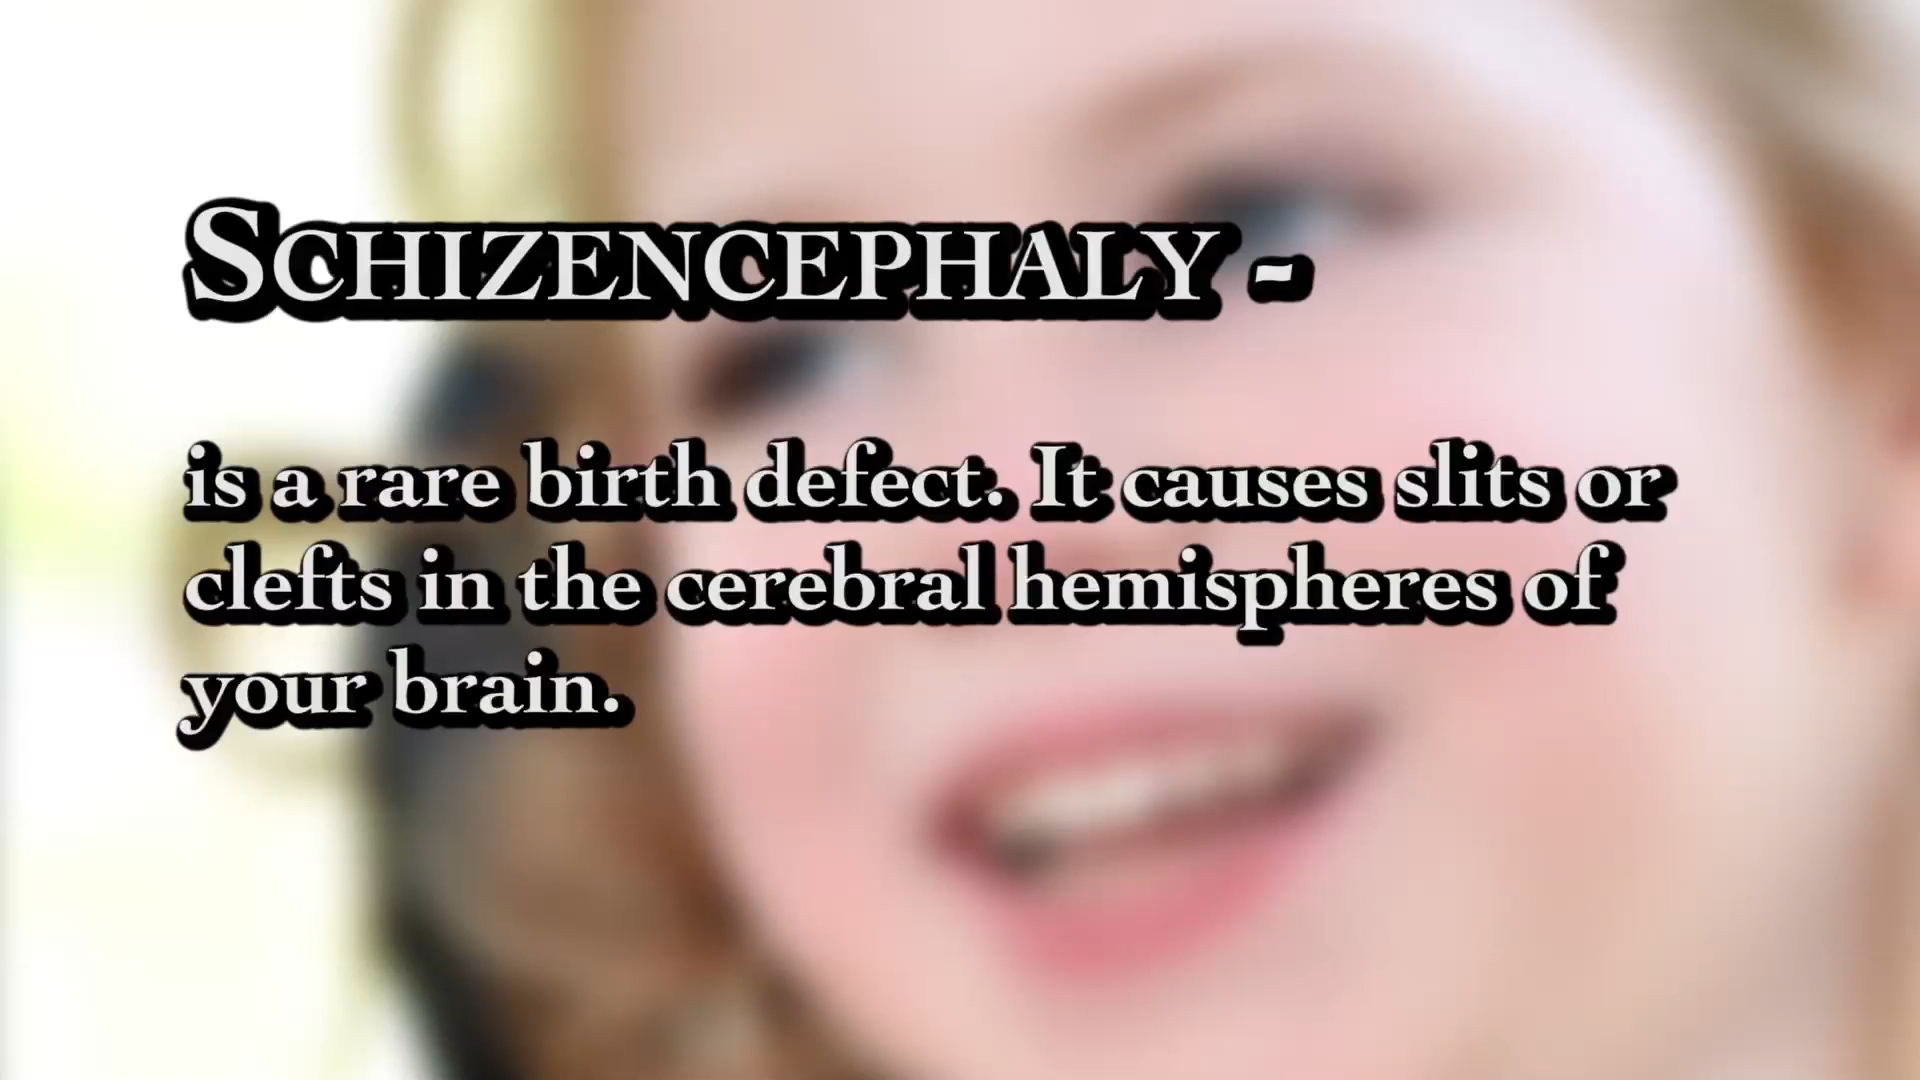 SCHIZENCEPHALY -
is a rare birth defect. It causes slits or
clefts in the cerebral hemispheres of
your brain.